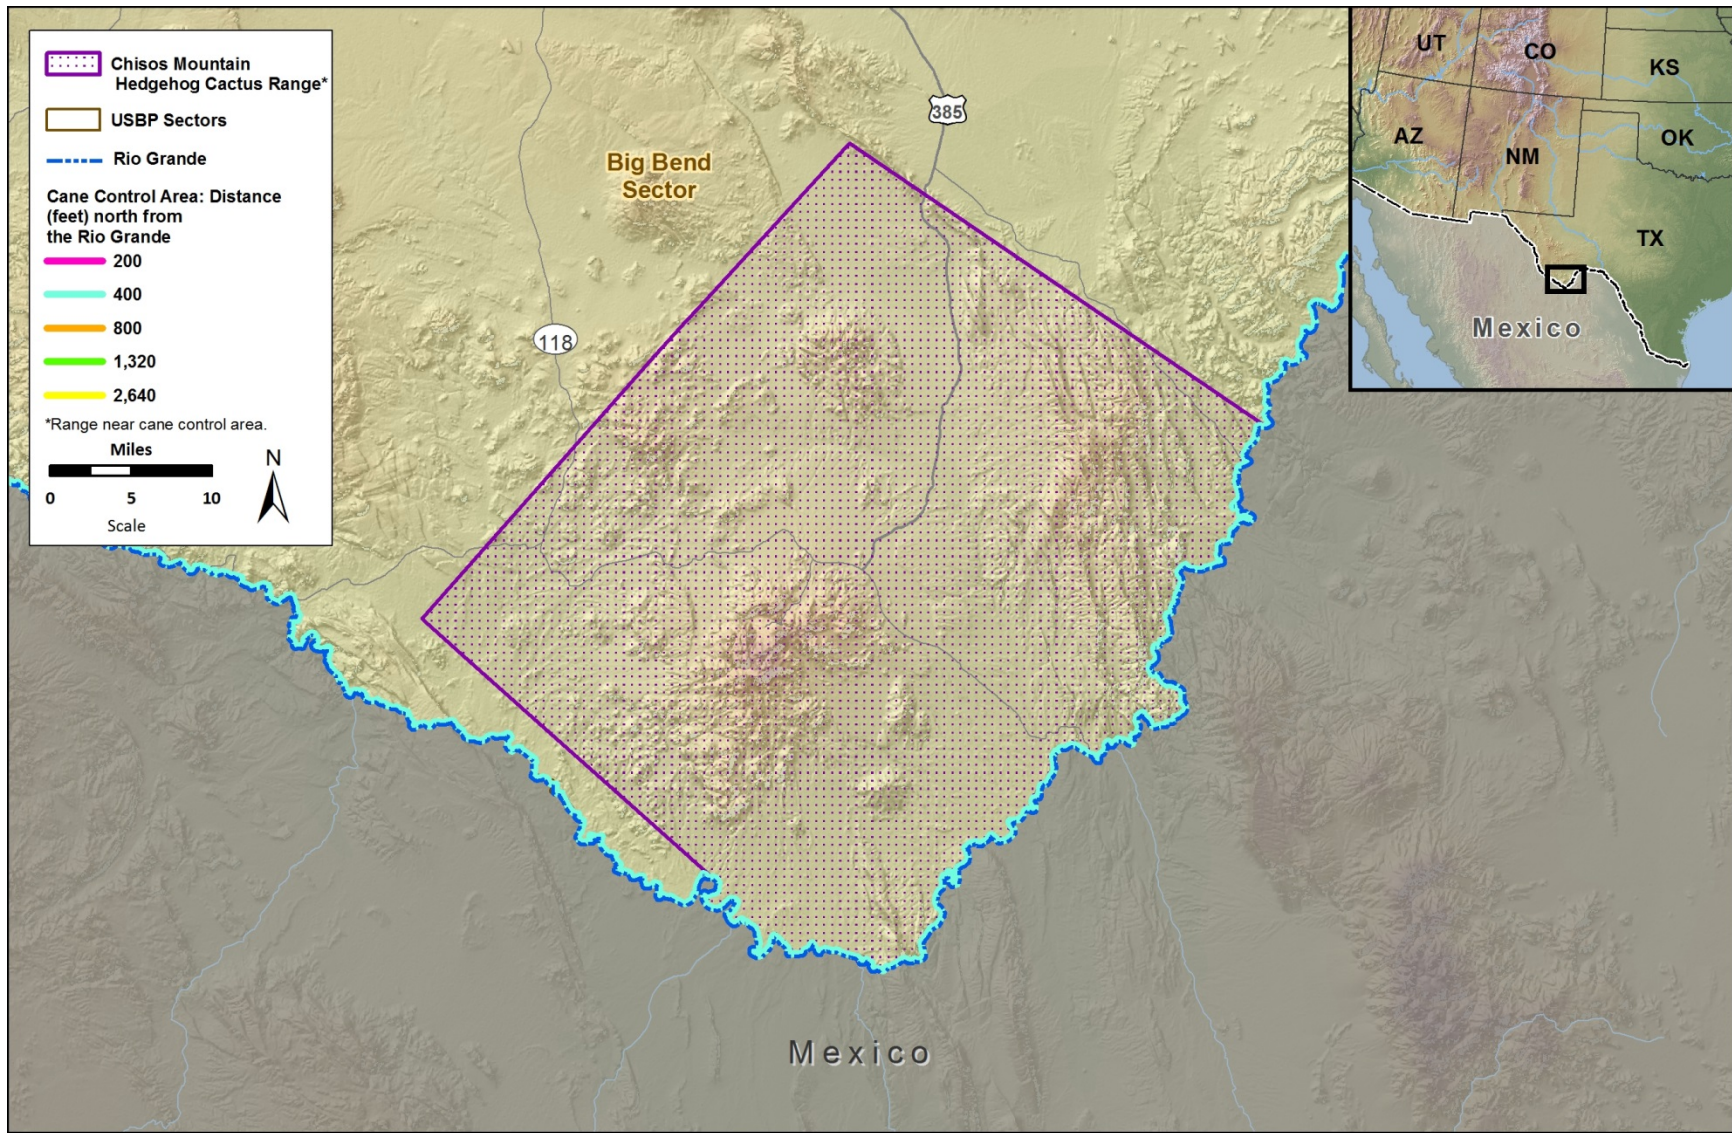 Chisos Mountain
Hedgehog Cactus Range*
USBP Sectors
Rio Grande
Cane Control Area: Distance
(feet) north from
the Rio Grande
200
400
800
1,320
2,640
*Range near cane control area.
Miles
N
0 5 10
Scale
Big Bend
Sector
385
118
Mexico
UT
CO
KS
AZ
NM
OK
TX
Mexico